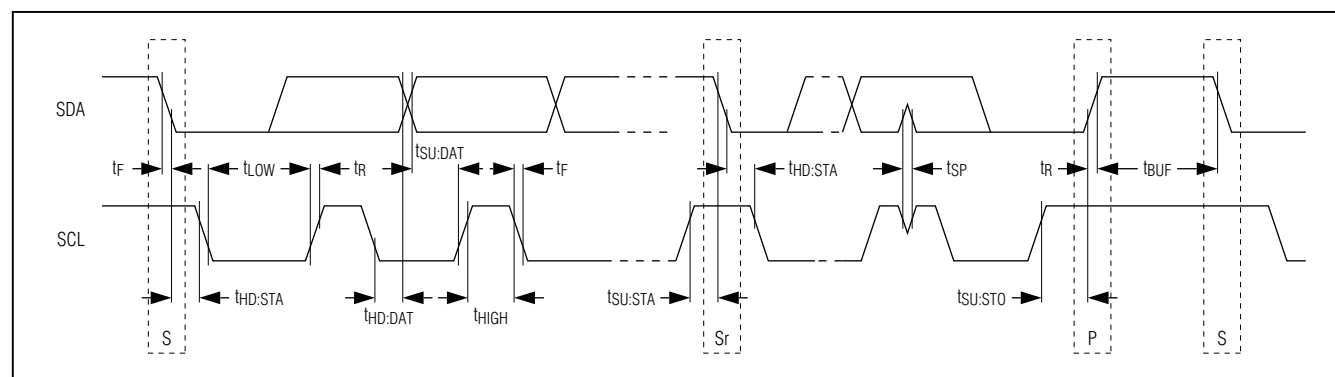 SDA
tF
tLOW
tR
tSU:DAT
tF
tHD:STA
tSP
tR
tBUF
SCL
tHD:STA
tHD:DAT
tHIGH
tSU:STA
tSU:STO
S
Sr
P
S